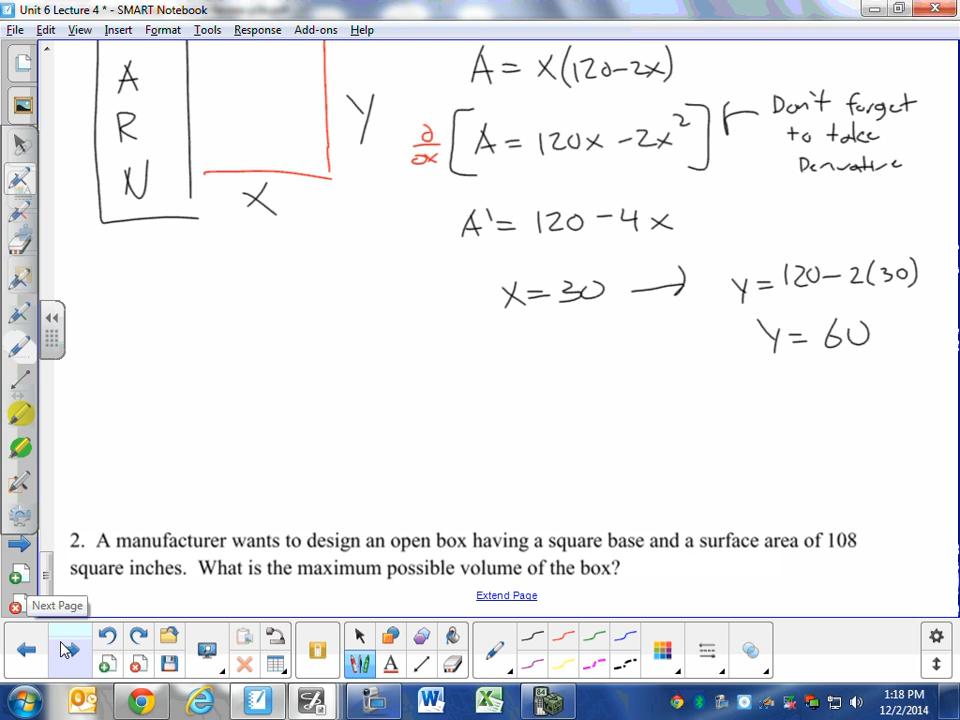 Unit 6 Lecture 4 * - SMART Notebook
File Edit View Insert Format Tools Response Add-ons Help
A
R
N
Y
X
A = X(120-2x)
∂/∂x [A = 120x - 2x²]
Don't forget
to take
Derivative
A' = 120 - 4x
x = 30 → y = 120 - 2(30)
Y = 60
2. A manufacturer wants to design an open box having a square base and a surface area of 108
square inches. What is the maximum possible volume of the box?
Extend Page
Next Page
1:18 PM
12/2/2014